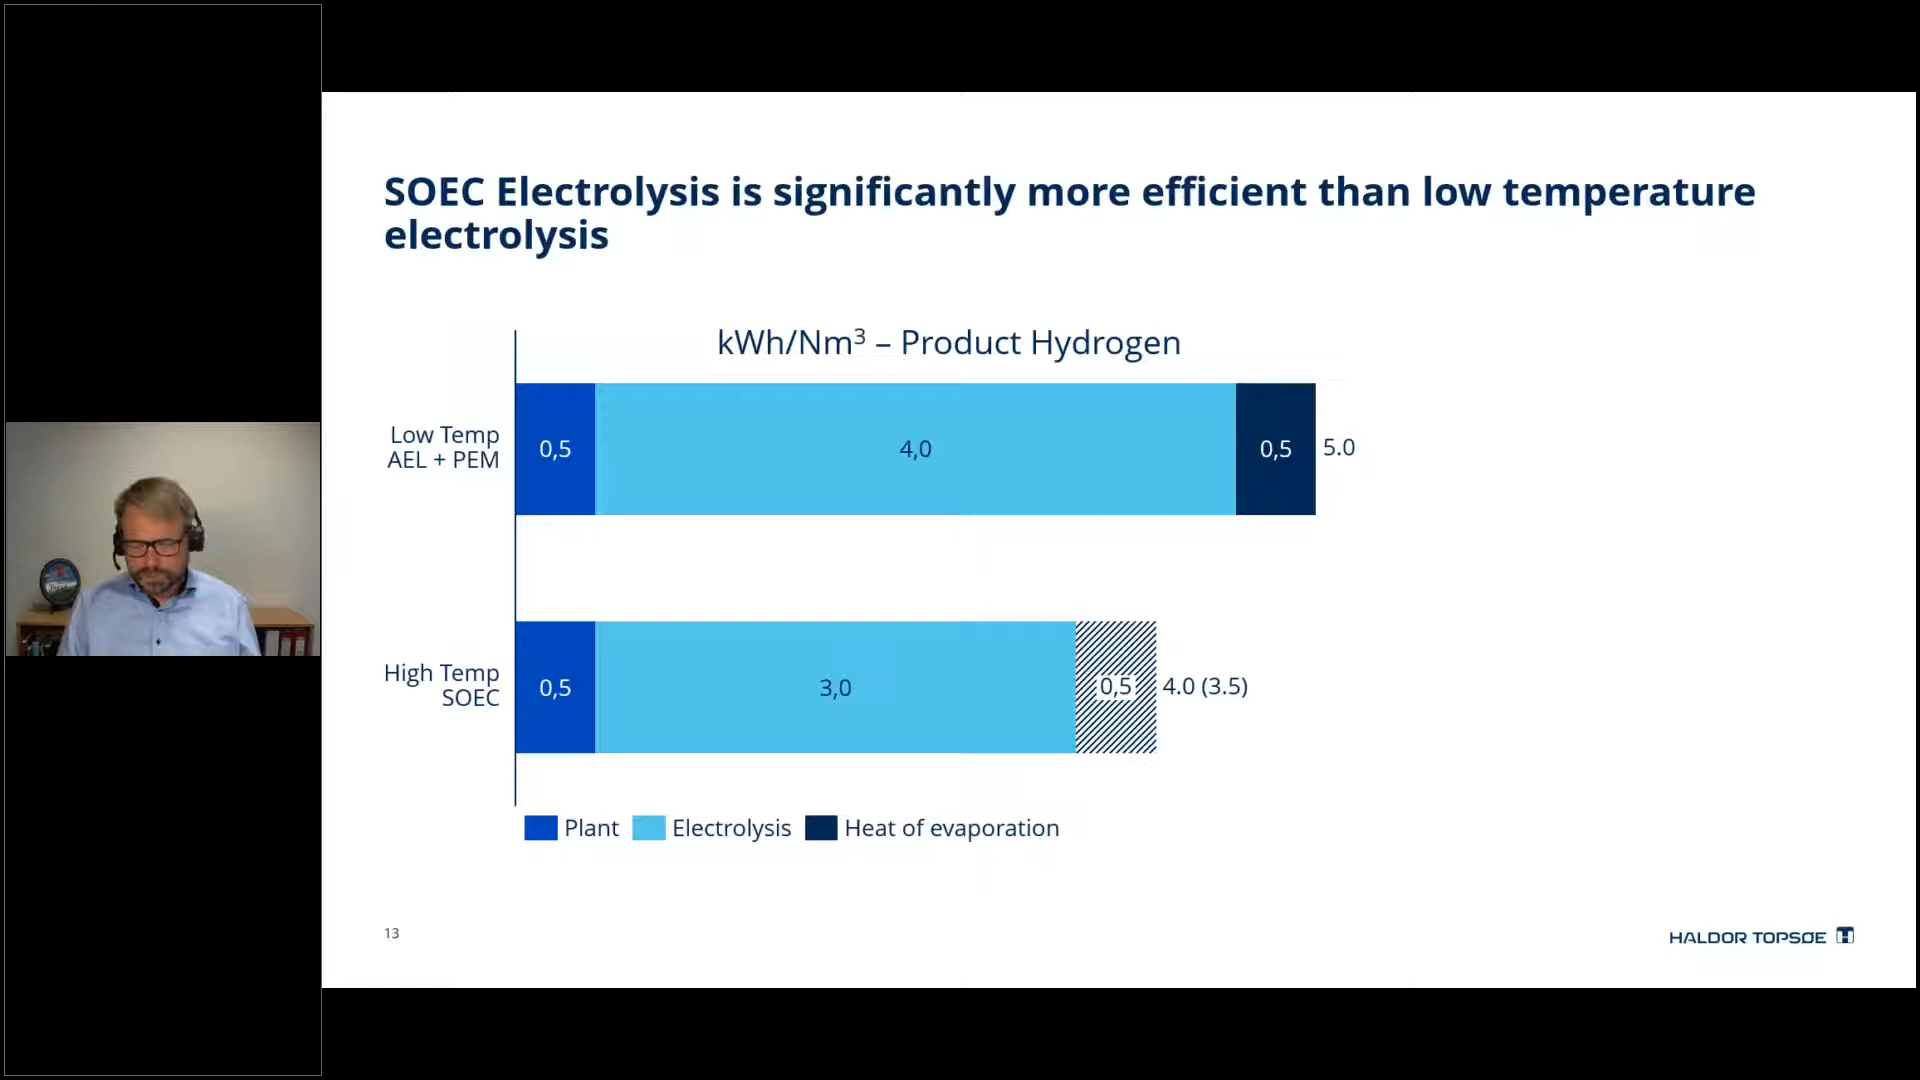 SOEC Electrolysis is significantly more efficient than low temperature
electrolysis
kWh/Nm³ – Product Hydrogen
Low Temp
AEL + PEM
0,5
4,0
0,5
5.0
High Temp
SOEC
0,5
3,0
0,5
4.0 (3.5)
Plant
Electrolysis
Heat of evaporation
13
HALDOR TOPSØE